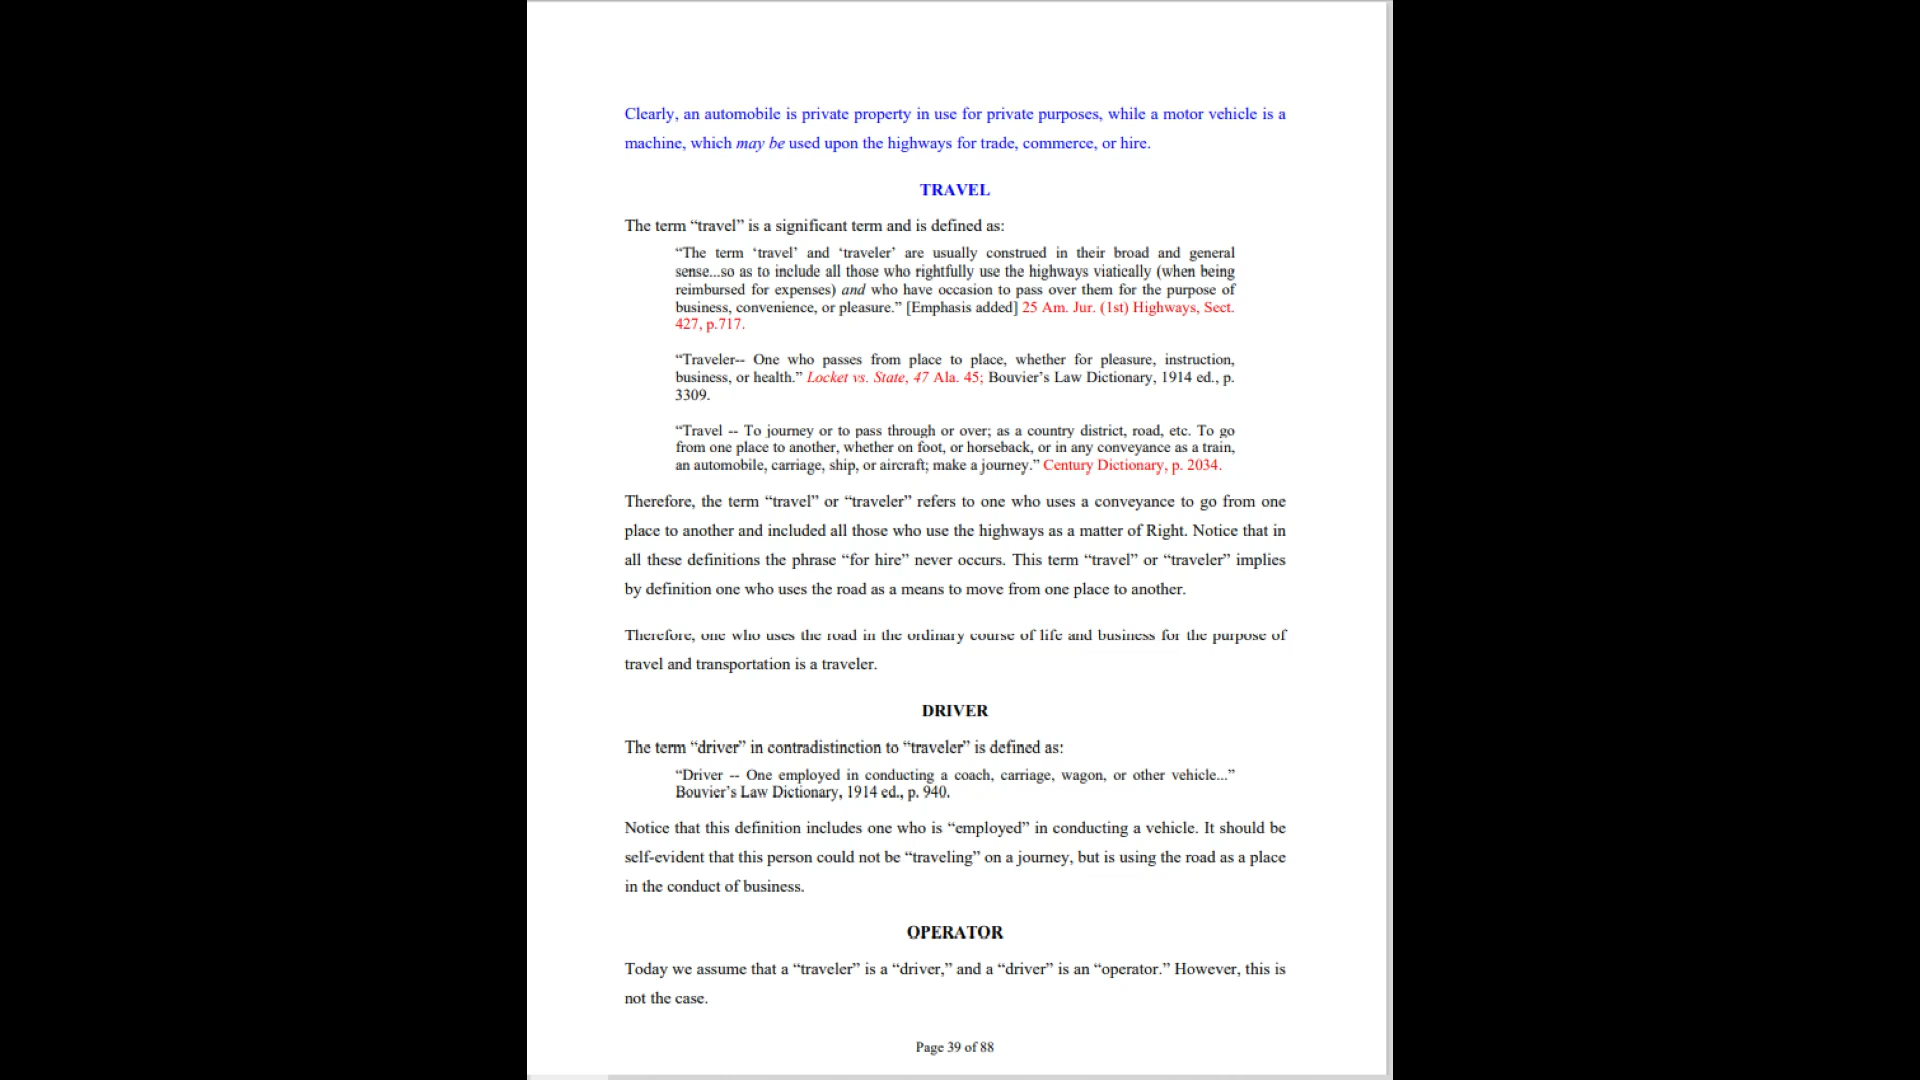 Clearly, an automobile is private property in use for private purposes, while a motor vehicle is a
machine, which may be used upon the highways for trade, commerce, or hire.
TRAVEL
The term “travel” is a significant term and is defined as:
“The term ‘travel’ and ‘traveler’ are usually construed in their broad and general
sense...so as to include all those who rightfully use the highways viatically (when being
reimbursed for expenses) and who have occasion to pass over them for the purpose of
business, convenience, or pleasure.” [Emphasis added] 25 Am. Jur. (1st) Highways, Sect.
427, p.717.
“Traveler-- One who passes from place to place, whether for pleasure, instruction,
business, or health.” Locket vs. State, 47 Ala. 45; Bouvier’s Law Dictionary, 1914 ed., p.
3309.
“Travel -- To journey or to pass through or over; as a country district, road, etc. To go
from one place to another, whether on foot, or horseback, or in any conveyance as a train,
an automobile, carriage, ship, or aircraft; make a journey.” Century Dictionary, p. 2034.
Therefore, the term “travel” or “traveler” refers to one who uses a conveyance to go from one
place to another and included all those who use the highways as a matter of Right. Notice that in
all these definitions the phrase “for hire” never occurs. This term “travel” or “traveler” implies
by definition one who uses the road as a means to move from one place to another.
Therefore, one who uses the road in the ordinary course of life and business for the purpose of
travel and transportation is a traveler.
DRIVER
The term “driver” in contradistinction to “traveler” is defined as:
“Driver -- One employed in conducting a coach, carriage, wagon, or other vehicle...”
Bouvier’s Law Dictionary, 1914 ed., p. 940.
Notice that this definition includes one who is “employed” in conducting a vehicle. It should be
self-evident that this person could not be “traveling” on a journey, but is using the road as a place
in the conduct of business.
OPERATOR
Today we assume that a “traveler” is a “driver,” and a “driver” is an “operator.” However, this is
not the case.
Page 39 of 88